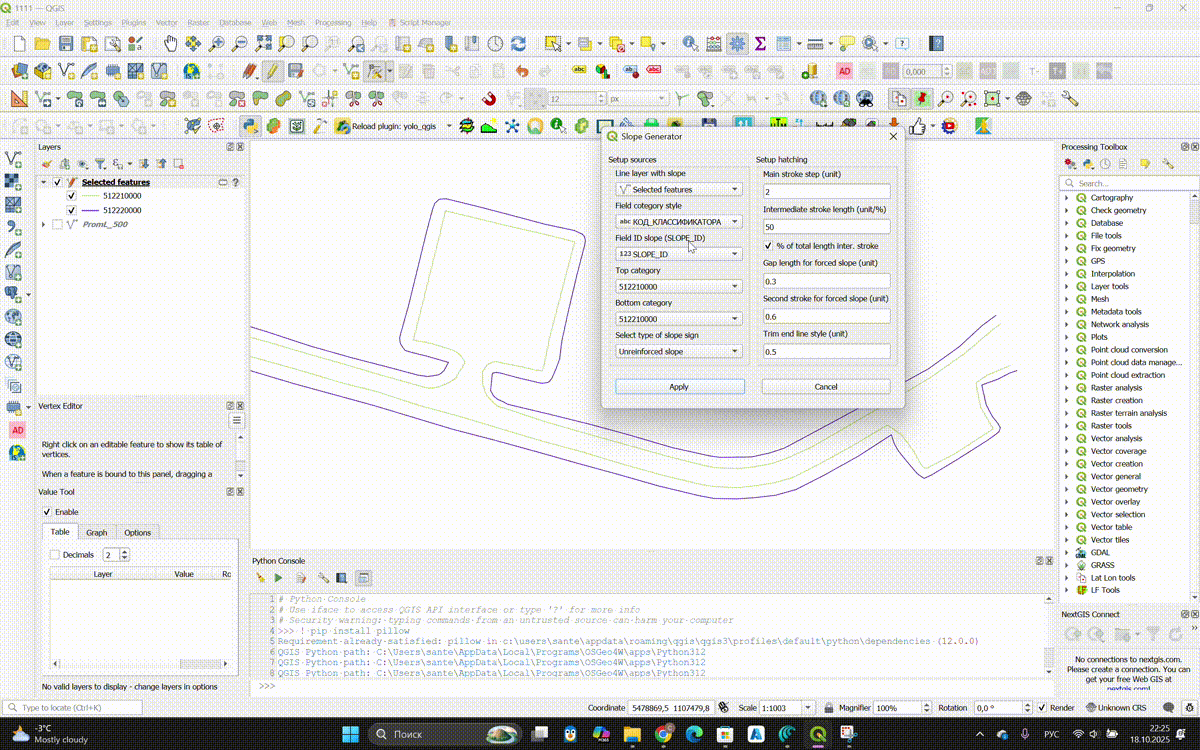 1111 — QGIS
Edit View Layer Settings Plugins Vector Raster Database Web Mesh Processing Help Script Manager
abc abc abc AD 0,000
12 px
Reload plugin: yolo_qgis
Layers
Selected features
512210000
512220000
PromL_500
Slope Generator
Setup sources
Line layer with slope
Selected features
Field category style
abc КОД_КЛАССИФИКАТОРА
Field ID slope (SLOPE_ID)
123 SLOPE_ID
Top category
512210000
Bottom category
512210000
Select type of slope sign
Unreinforced slope
Apply
Setup hatching
Main stroke step (unit)
2
Intermediate stroke length (unit/%)
50
% of total length inter. stroke
Gap length for forced slope (unit)
0.3
Second stroke for forced slope (unit)
0.6
Trim end line style (unit)
0.5
Cancel
Processing Toolbox
Search...
Cartography
Check geometry
Database
File tools
Fix geometry
GPS
Interpolation
Layer tools
Mesh
Metadata tools
Network analysis
Plots
Point cloud conversion
Point cloud data manage...
Point cloud extraction
Raster analysis
Raster creation
Raster terrain analysis
Raster tools
Vector analysis
Vector coverage
Vector creation
Vector general
Vector geometry
Vector overlay
Vector selection
Vector table
Vector tiles
GDAL
GRASS
Lat Lon tools
LF Tools
Vertex Editor
AD
Right click on an editable feature to show its table of
vertices.
When a feature is bound to this panel, dragging a
Value Tool
Enable
Table Graph Options
Decimals 2
Layer Value Ro
No valid layers to display - change layers in options
Python Console
1 # Python Console
2 # Use iface to access QGIS API interface or type '?' for more info
3 # Security warning: typing commands from an untrusted source can harm your computer
4 >>> ! pip install pillow
5 Requirement already satisfied: pillow in c:\users\sante\appdata\roaming\qgis\qgis3\profiles\default\python\dependencies (12.0.0)
6 QGIS Python-path: C:\Users\sante\AppData\Local\Programs\OSGeo4W\apps\Python312
7 QGIS Python-path: C:\Users\sante\AppData\Local\Programs\OSGeo4W\apps\Python312
8 QGIS Python-path: C:\Users\sante\AppData\Local\Programs\OSGeo4W\apps\Python312
>>>
NextGIS Connect
No connections to nextgis.com.
Please create a connection. You can
get your free Web GIS at
nextgis.com!
Type to locate (Ctrl+K)
Coordinate 5478869,5 1107479,8 Scale 1:1003 Magnifier 100% Rotation 0,0 ° Render Unknown CRS
-3°C
Mostly cloudy
Поиск
РУС
22:25
18.10.2025